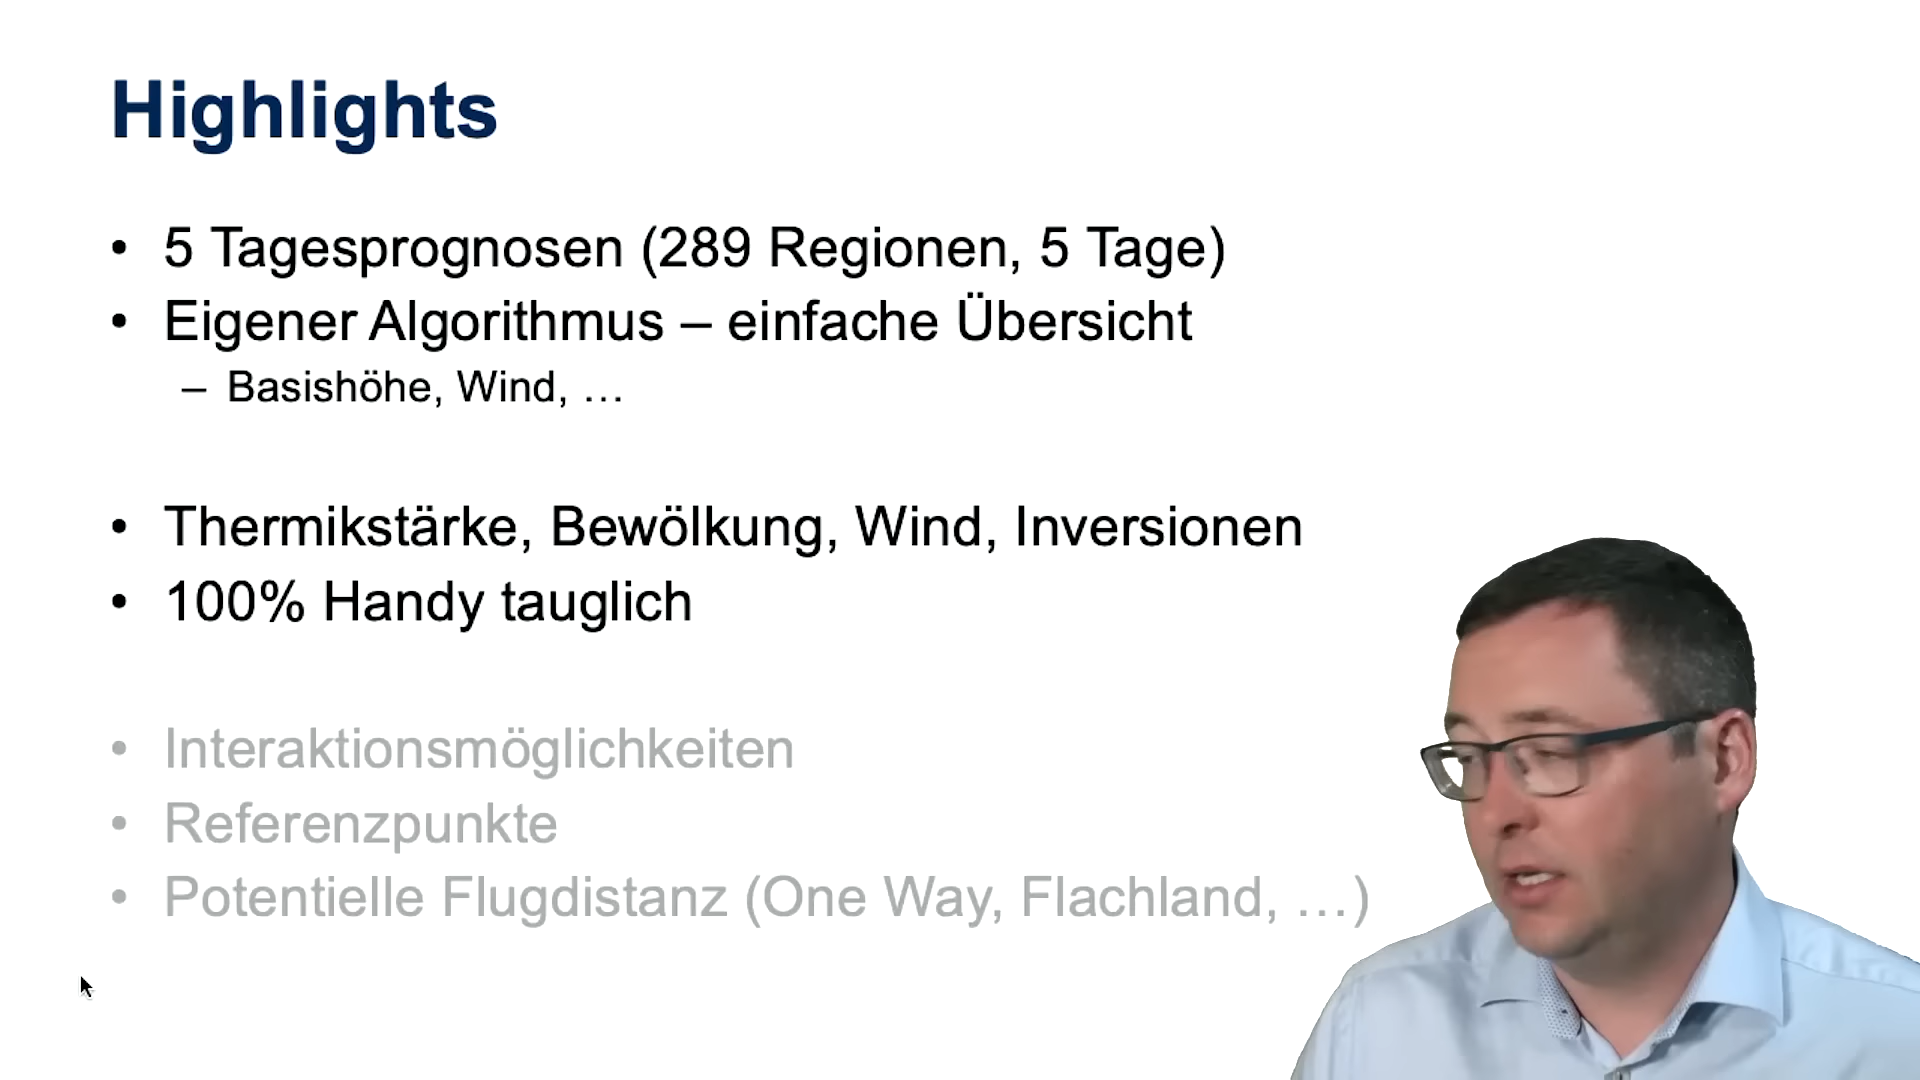 Highlights
• 5 Tagesprognosen (289 Regionen, 5 Tage)
• Eigener Algorithmus – einfache Übersicht
– Basishöhe, Wind, …
• Thermikstärke, Bewölkung, Wind, Inversionen
• 100% Handy tauglich
• Interaktionsmöglichkeiten
• Referenzpunkte
• Potentielle Flugdistanz (One Way, Flachland, …)